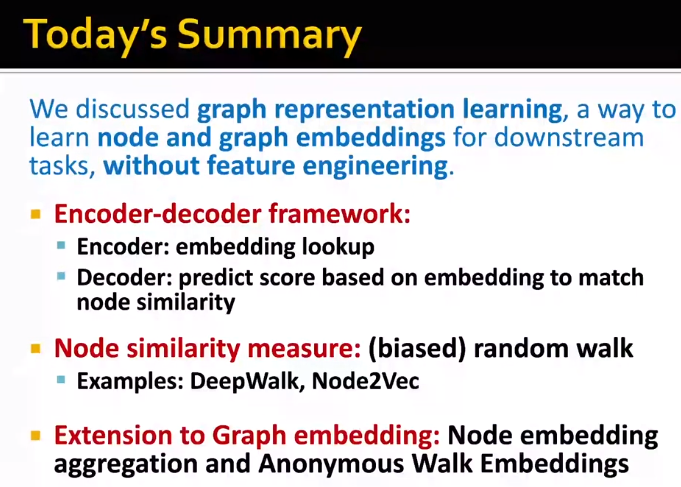 Today's Summary
We discussed graph representation learning, a way to
learn node and graph embeddings for downstream
tasks, without feature engineering.
Encoder-decoder framework:
Encoder: embedding lookup
Decoder: predict score based on embedding to match
node similarity
Node similarity measure: (biased) random walk
Examples: DeepWalk, Node2Vec
Extension to Graph embedding: Node embedding
aggregation and Anonymous Walk Embeddings